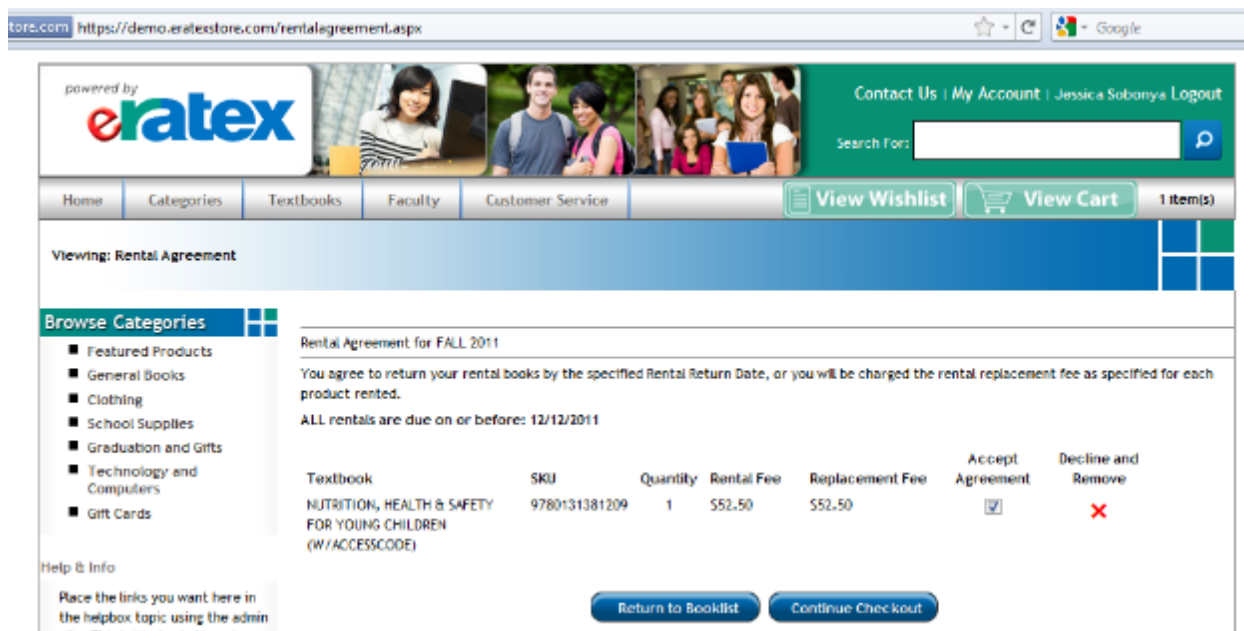 tore.com https://demo.eratexstore.com/rentalagreement.aspx Google
powered by
eratex
Contact Us | My Account | Jessica Sobonya Logout
Search For:
Home Categories Textbooks Faculty Customer Service View Wishlist View Cart 1 item(s)
Viewing: Rental Agreement
Browse Categories
Featured Products
General Books
Clothing
School Supplies
Graduation and Gifts
Technology and
Computers
Gift Cards
Help & Info
Place the links you want here in
the helpbox topic using the admin
Rental Agreement for FALL 2011
You agree to return your rental books by the specified Rental Return Date, or you will be charged the rental replacement fee as specified for each
product rented.
ALL rentals are due on or before: 12/12/2011
Textbook SKU Quantity Rental Fee Replacement Fee Accept Agreement Decline and Remove
NUTRITION, HEALTH & SAFETY 9780131381209 1 $52.50 $52.50
FOR YOUNG CHILDREN
(W/ACCESSCODE)
Return to Booklist Continue Checkout